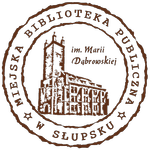 MIEJSKA BIBLIOTEKA PUBLICZNA
im. Marii
Dąbrowskiej
W SŁUPSKU